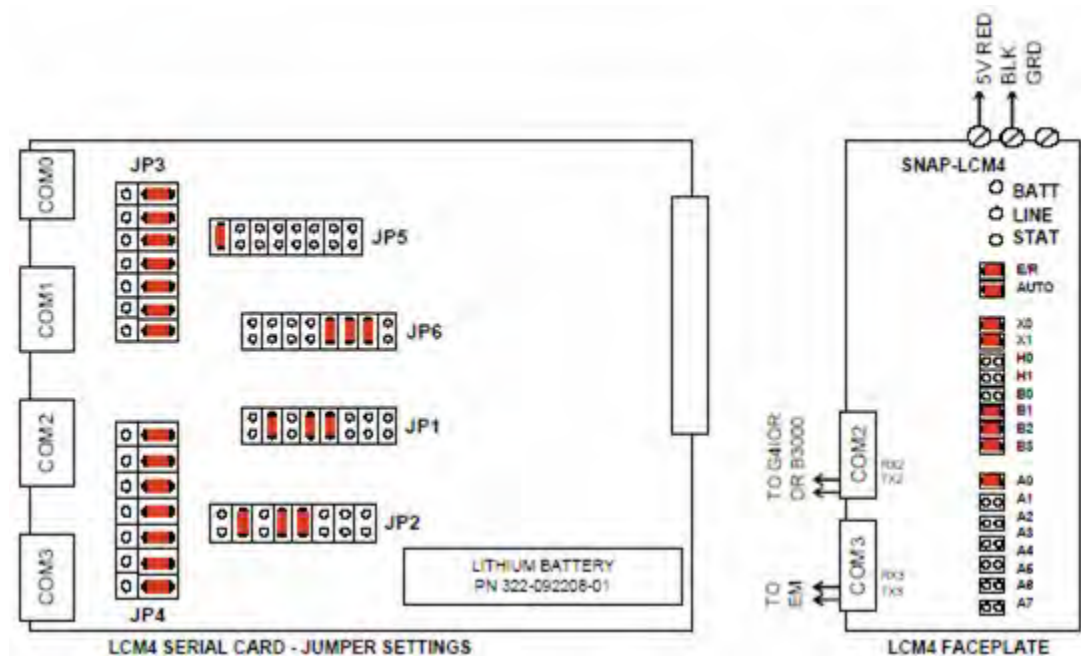 5V RED
BLK
GRD
COM0
COM1
COM2
COM3
JP3
JP5
JP6
JP1
JP2
JP4
LITHIUM BATTERY
PN 322-092208-01
LCM4 SERIAL CARD - JUMPER SETTINGS
SNAP-LCM4
BATT
LINE
STAT
E/R
AUTO
X0
X1
H0
H1
B0
B1
B2
B3
A0
A1
A2
A3
A4
A5
A6
A7
TO G4IOR
OR B3000
COM2
RX2
TX2
TO
EM
COM3
RX3
TX3
LCM4 FACEPLATE